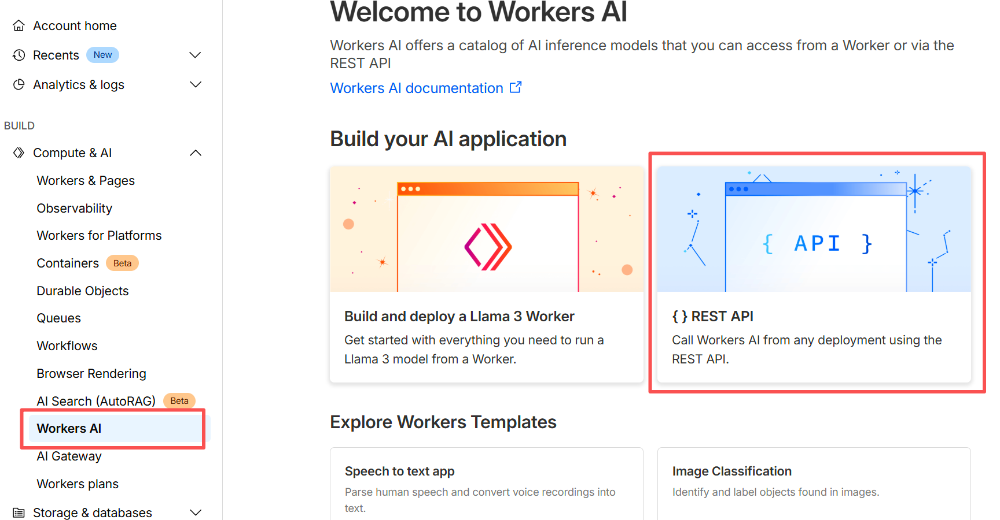 Account home
Recents New
Analytics & logs
BUILD
Compute & AI
Workers & Pages
Observability
Workers for Platforms
Containers Beta
Durable Objects
Queues
Workflows
Browser Rendering
AI Search (AutoRAG) Beta
Workers AI
AI Gateway
Workers plans
Storage & databases
Welcome to Workers AI
Workers AI offers a catalog of AI inference models that you can access from a Worker or via the
REST API
Workers AI documentation
Build your AI application
Build and deploy a Llama 3 Worker
Get started with everything you need to run a
Llama 3 model from a Worker.
{ API }
{ } REST API
Call Workers AI from any deployment using the
REST API.
Explore Workers Templates
Speech to text app
Parse human speech and convert voice recordings into
text.
Image Classification
Identify and label objects found in images.